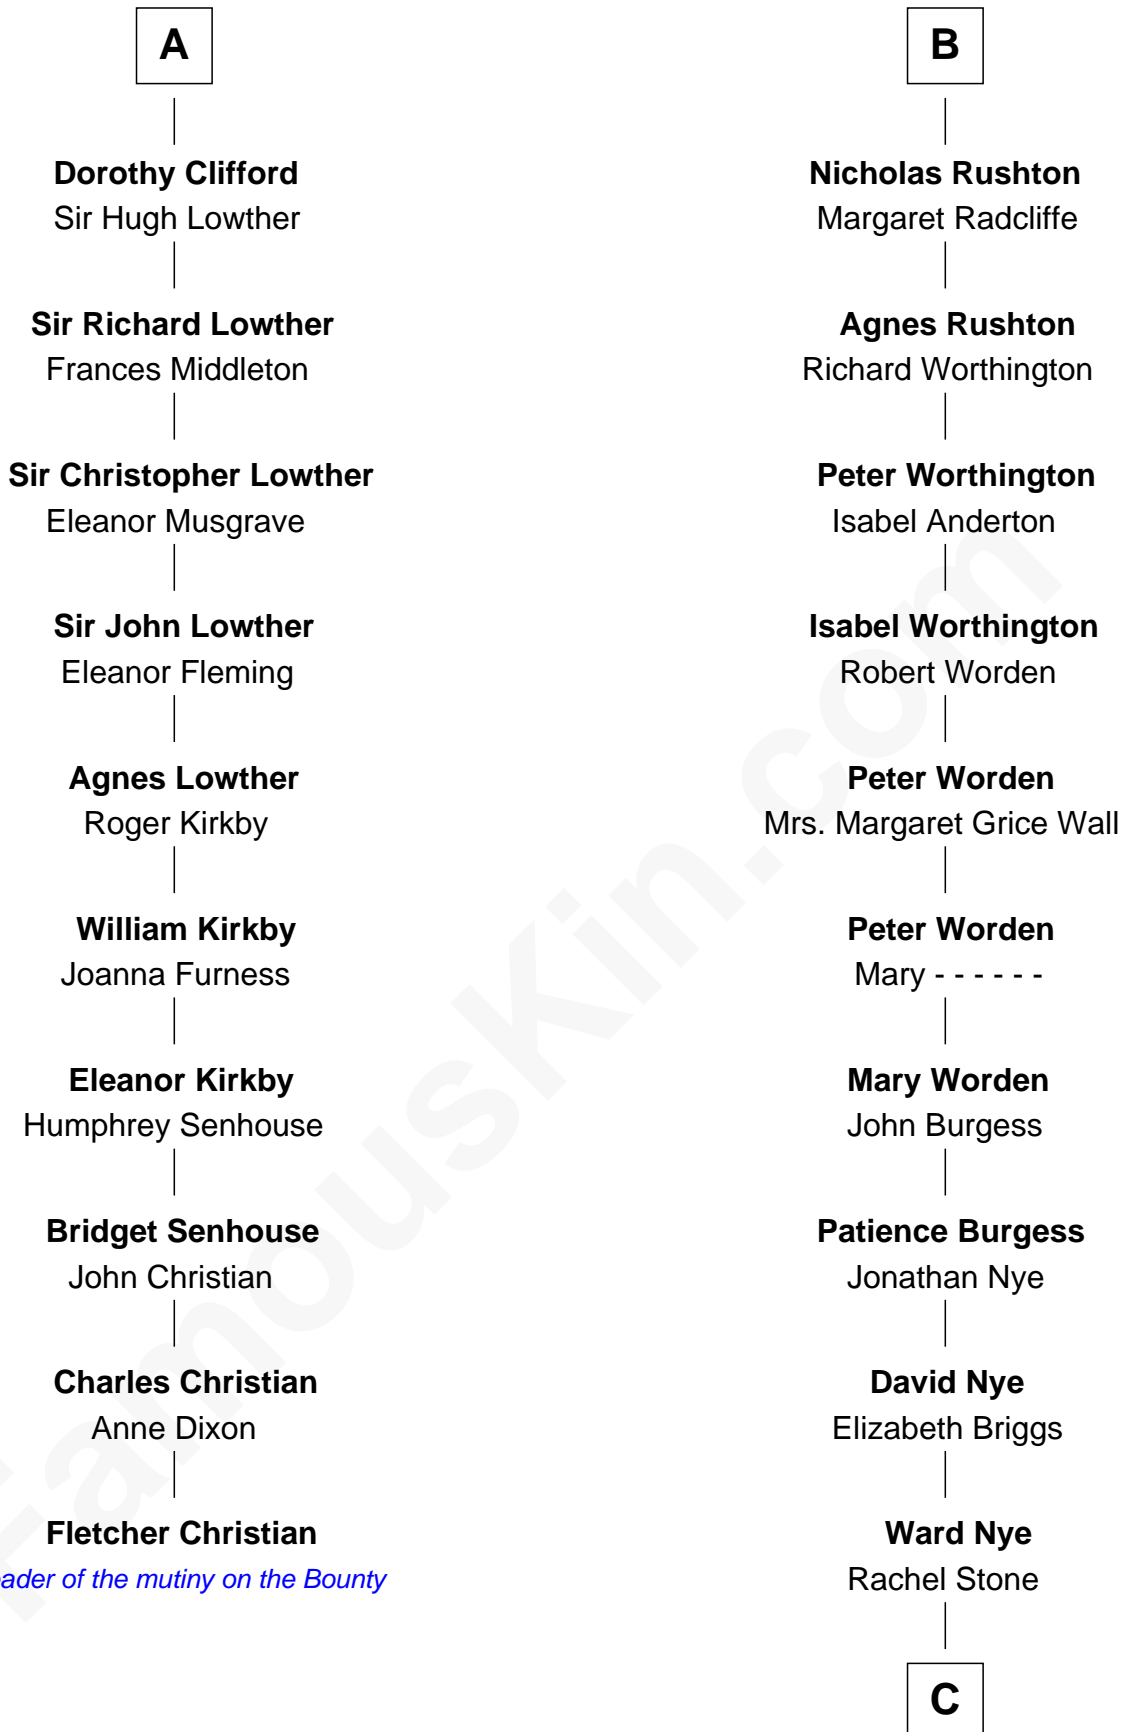 A
Dorothy Clifford
Sir Hugh Lowther
Sir Richard Lowther
Frances Middleton
Sir Christopher Lowther
Eleanor Musgrave
Sir John Lowther
Eleanor Fleming
Agnes Lowther
Roger Kirkby
William Kirkby
Joanna Furness
Eleanor Kirkby
Humphrey Senhouse
Bridget Senhouse
John Christian
Charles Christian
Anne Dixon
Fletcher Christian
ader of the mutiny on the Bounty
B
Nicholas Rushton
Margaret Radcliffe
Agnes Rushton
Richard Worthington
Peter Worthington
Isabel Anderton
Isabel Worthington
Robert Worden
Peter Worden
Mrs. Margaret Grice Wall
Peter Worden
Mary - - - - - -
Mary Worden
John Burgess
Patience Burgess
Jonathan Nye
David Nye
Elizabeth Briggs
Ward Nye
Rachel Stone
C
FamousKin.com